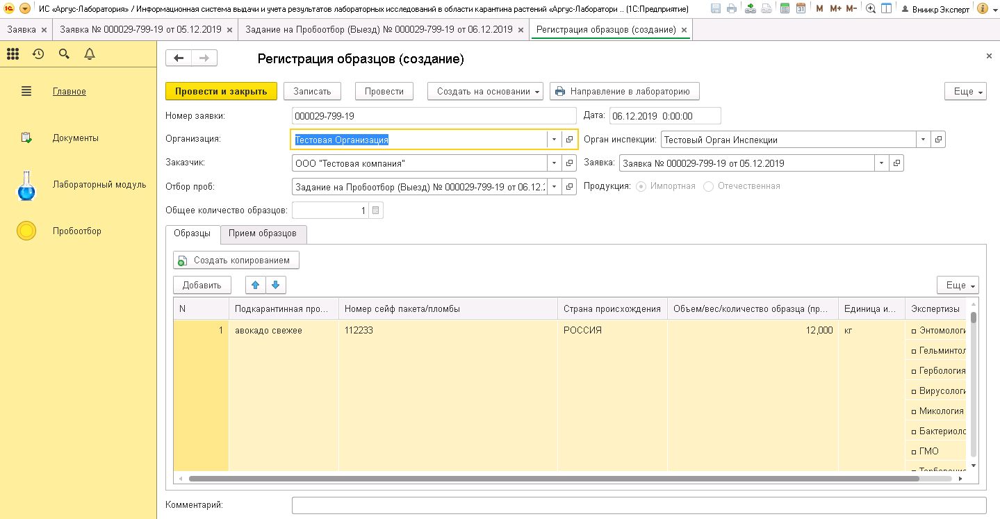 ИС «Аргус-Лаборатория» / Информационная система выдачи и учета результатов лабораторных исследований в области карантина растений «Аргус-Лаборатори .. (1С:Предприятие)
M M+ M- Вниикр Эксперт
Заявка Заявка № 000029-799-19 от 05.12.2019 Задание на Пробоотбор (Выезд) № 000029-799-19 от 06.12.2019 Регистрация образцов (создание)
Главное
Документы
Лабораторный модуль
Пробоотбор
Регистрация образцов (создание)
Провести и закрыть Записать Провести Создать на основании Направление в лабораторию Еще
Номер заявки: 000029-799-19 Дата: 06.12.2019 0:00:00
Организация: Тестовая Организация Орган инспекции: Тестовый Орган Инспекции
Заказчик: ООО "Тестовая компания" Заявка: Заявка № 000029-799-19 от 05.12.2019
Отбор проб: Задание на Пробоотбор (Выезд) № 000029-799-19 от 06.12.: Продукция: Импортная Отечественная
Общее количество образцов: 1
Образцы Прием образцов
Создать копированием
Добавить Еще
N Подкарантинная про... Номер сейф пакета/пломбы Страна происхождения Объем/вес/количество образца (пр... Единица и... Экспертизы
1 авокадо свежее 112233 РОССИЯ 12,000 кг Энтомологи
Гельминтол
Гербология
Вирусологи
Микология
Бактериоло
ГМО
Комментарий: